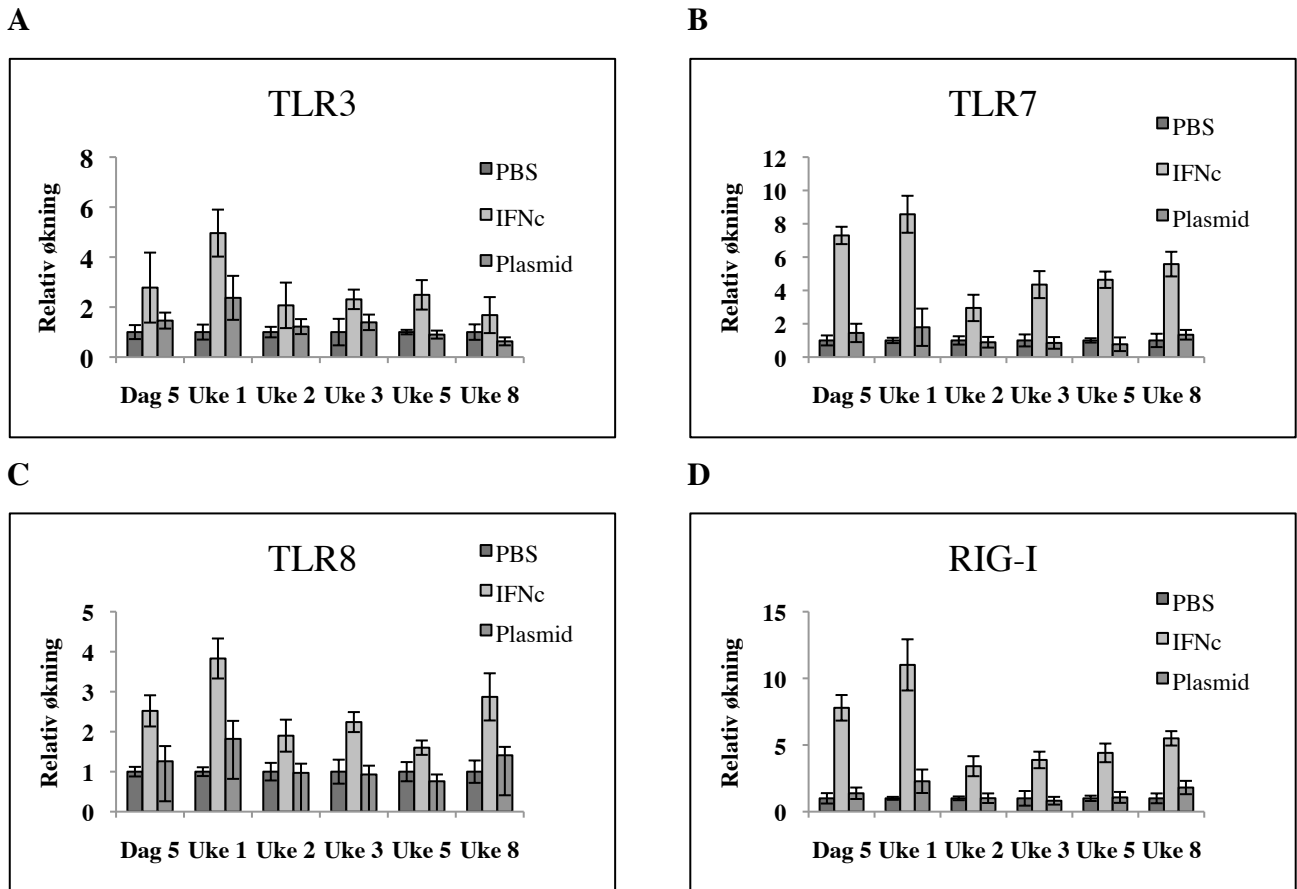 A
TLR3
Relativ økning
8
6
4
2
0
PBS
IFNc
Plasmid
Dag 5 Uke 1 Uke 2 Uke 3 Uke 5 Uke 8
B
TLR7
Relativ økning
12
10
8
6
4
2
0
PBS
IFNc
Plasmid
Dag 5 Uke 1 Uke 2 Uke 3 Uke 5 Uke 8
C
TLR8
Relativ økning
5
4
3
2
1
0
PBS
IFNc
Plasmid
Dag 5 Uke 1 Uke 2 Uke 3 Uke 5 Uke 8
D
RIG-I
Relativ økning
15
10
5
0
PBS
IFNc
Plasmid
Dag 5 Uke 1 Uke 2 Uke 3 Uke 5 Uke 8